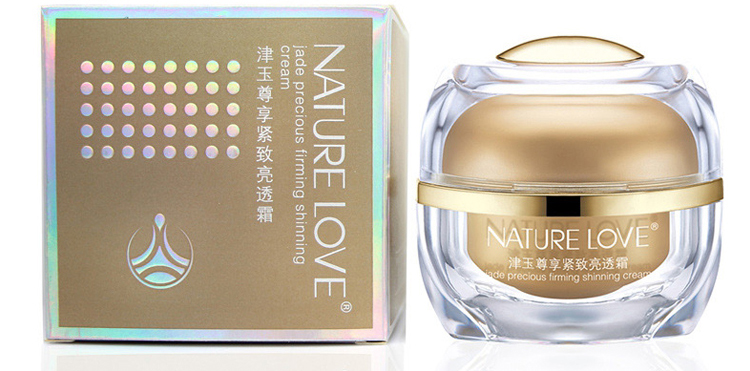 NATURE LOVE®
jade precious firming shinning
cream
津玉尊享紧致亮透霜
NATURE LOVE®
津玉尊享紧致亮透霜
jade precious firming shinning cream